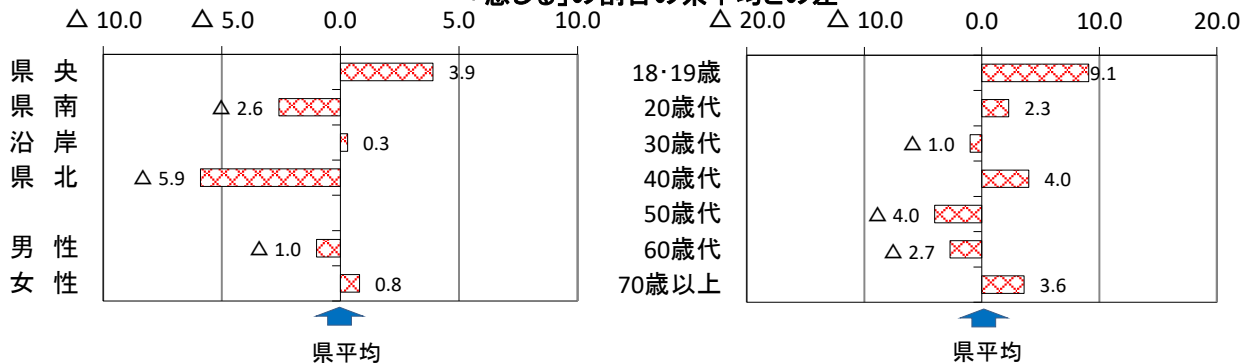 「感じる」の割合の県平均との差
△ 10.0 △ 5.0 0.0 5.0 10.0
県 央 3.9
県 南 △ 2.6
沿 岸 0.3
県 北 △ 5.9
男 性 △ 1.0
女 性 0.8
県平均
△ 20.0 △ 10.0 0.0 10.0 20.0
18・19歳 9.1
20歳代 2.3
30歳代 △ 1.0
40歳代 4.0
50歳代 △ 4.0
60歳代 △ 2.7
70歳以上 3.6
県平均